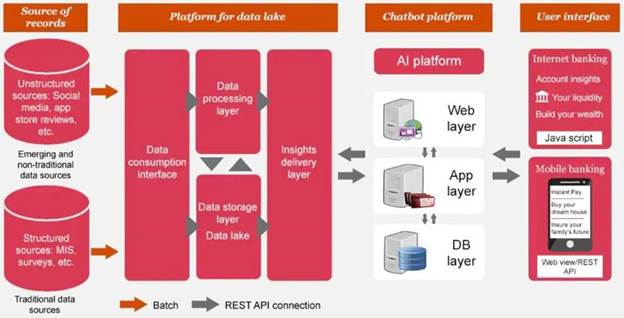 Source of
records
Platform for data lake
Chatbot platform
User interface
Unstructured
sources: Social
media, app
store reviews,
etc.
Emerging and
non-traditional
data sources
Structured
sources: MIS,
surveys, etc.
Traditional data
sources
Data
consumption
interface
Data
processing
layer
Data storage
layer
Data lake
Insights
delivery
layer
AI platform
Web
layer
App
layer
DB
layer
Internet banking
Account insights
Your liquidity
Build your wealth
Java script
Mobile banking
Instant Pay
Buy your
dream house
Insure your
family's future
Web view/REST
API
Batch
REST API connection